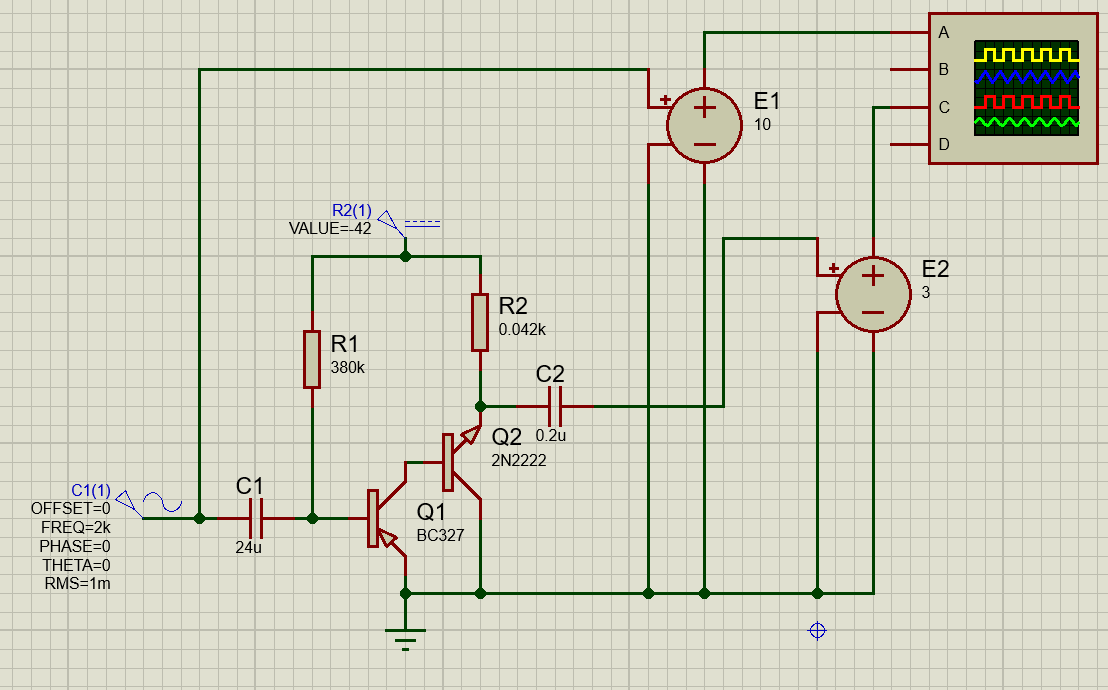 A
B
C
D
E1
10
R2(1)
VALUE=-42
E2
3
R2
0.042k
R1
380k
C2
0.2u
Q2
2N2222
C1(1)
OFFSET=0
FREQ=2k
PHASE=0
THETA=0
RMS=1m
C1
24u
Q1
BC327